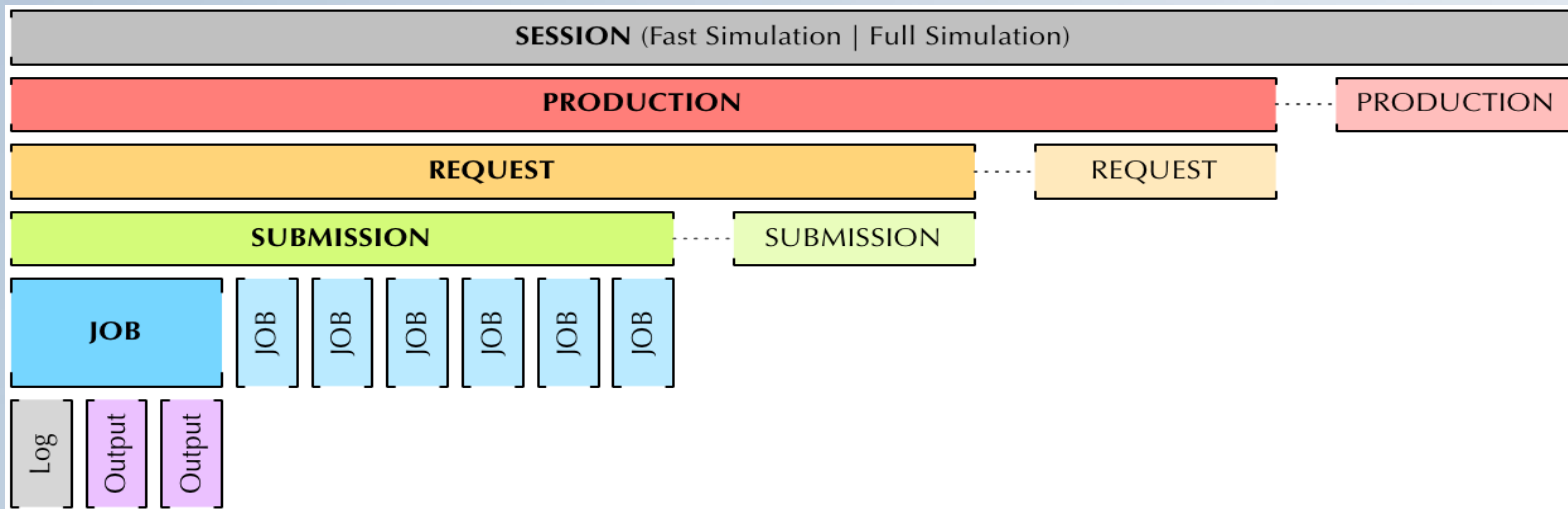 SESSION (Fast Simulation | Full Simulation)
PRODUCTION PRODUCTION
REQUEST REQUEST
SUBMISSION SUBMISSION
JOB JOB JOB JOB JOB JOB JOB
Log Output Output